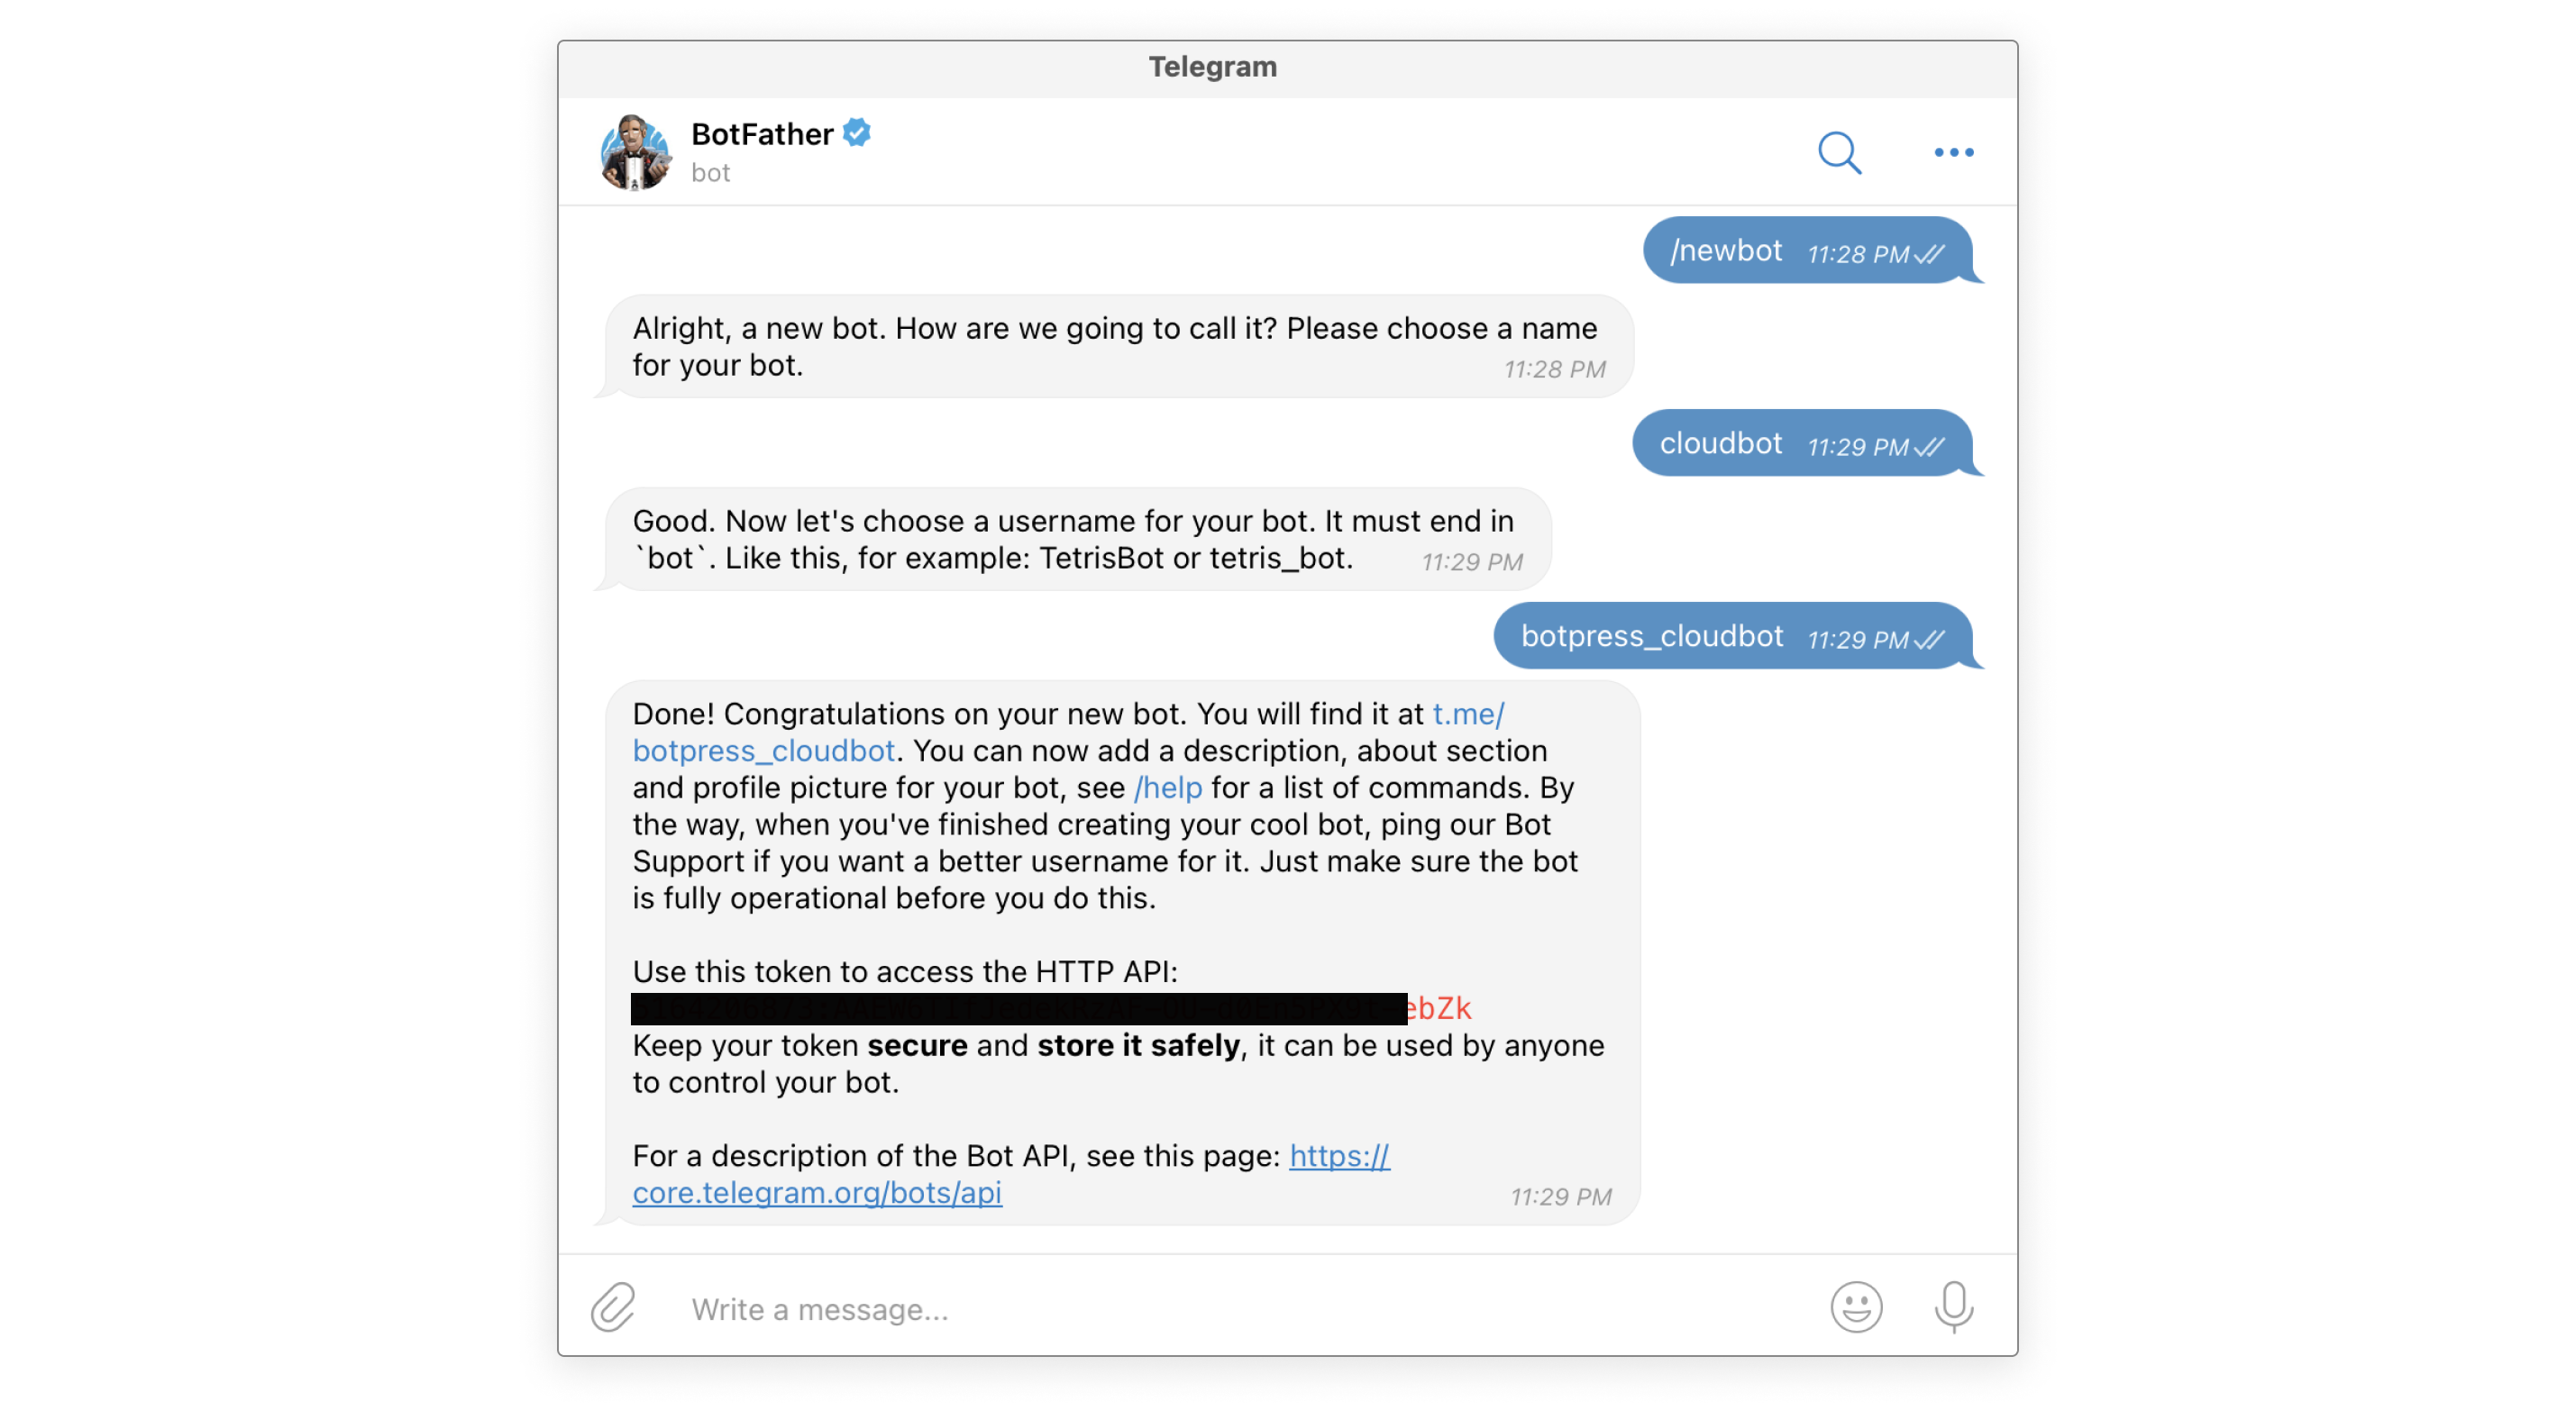 Telegram
BotFather
bot
/newbot 11:28 PM
Alright, a new bot. How are we going to call it? Please choose a name
for your bot. 11:28 PM
cloudbot 11:29 PM
Good. Now let's choose a username for your bot. It must end in
`bot`. Like this, for example: TetrisBot or tetris_bot. 11:29 PM
botpress_cloudbot 11:29 PM
Done! Congratulations on your new bot. You will find it at t.me/
botpress_cloudbot. You can now add a description, about section
and profile picture for your bot, see /help for a list of commands. By
the way, when you've finished creating your cool bot, ping our Bot
Support if you want a better username for it. Just make sure the bot
is fully operational before you do this.
Use this token to access the HTTP API:
ebZk
Keep your token secure and store it safely, it can be used by anyone
to control your bot.
For a description of the Bot API, see this page: https://
core.telegram.org/bots/api 11:29 PM
Write a message...